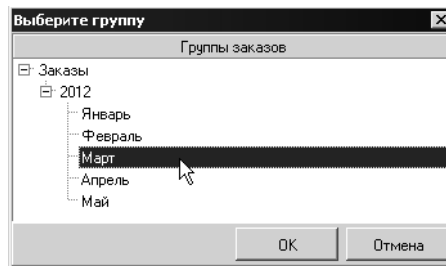 Выберите группу
Группы заказов
Заказы
2012
Январь
Февраль
Март
Апрель
Май
OK
Отмена